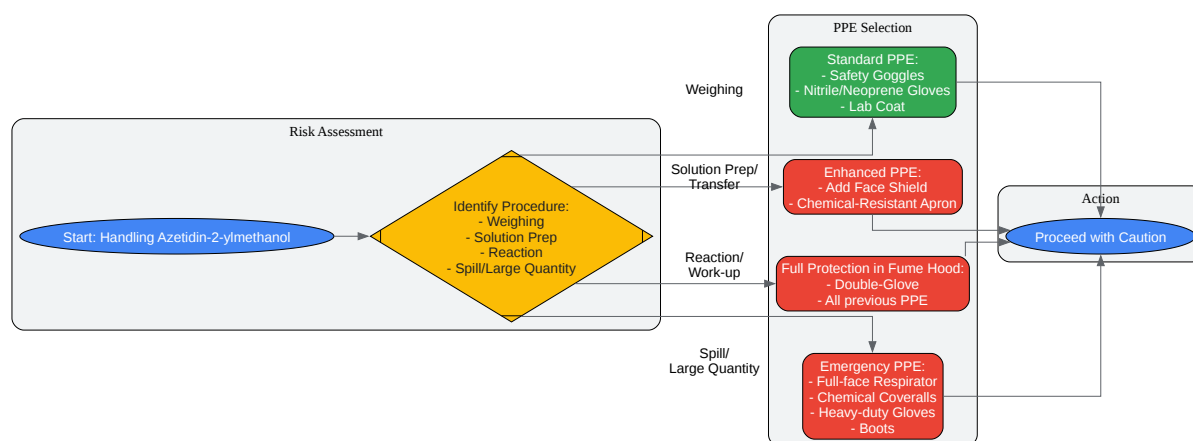 PPE Selection
Standard PPE:
- Safety Goggles
- Nitrile/Neoprene Gloves
- Lab Coat
Weighing
Risk Assessment
Solution Prep/
Transfer
Enhanced PPE:
- Add Face Shield
- Chemical-Resistant Apron
Action
Start: Handling Azetidin-2-ylmethanol
Identify Procedure:
- Weighing
- Solution Prep
- Reaction
- Spill/Large Quantity
Proceed with Caution
Reaction/
Work-up
Full Protection in Fume Hood:
- Double-Glove
- All previous PPE
Spill/
Large Quantity
Emergency PPE:
- Full-face Respirator
- Chemical Coveralls
- Heavy-duty Gloves
- Boots